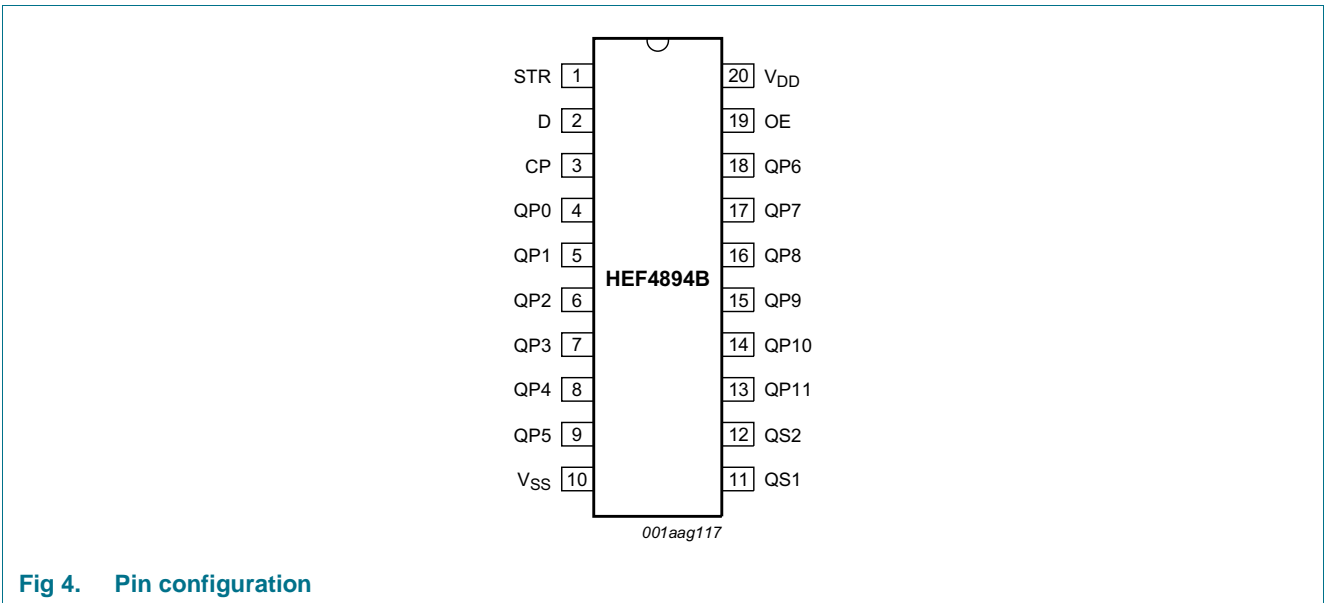 STR 1 20 VDD
D 2 19 OE
CP 3 18 QP6
QP0 4 17 QP7
QP1 5 16 QP8
HEF4894B
QP2 6 15 QP9
QP3 7 14 QP10
QP4 8 13 QP11
QP5 9 12 QS2
VSS 10 11 QS1
001aag117
Fig 4. Pin configuration